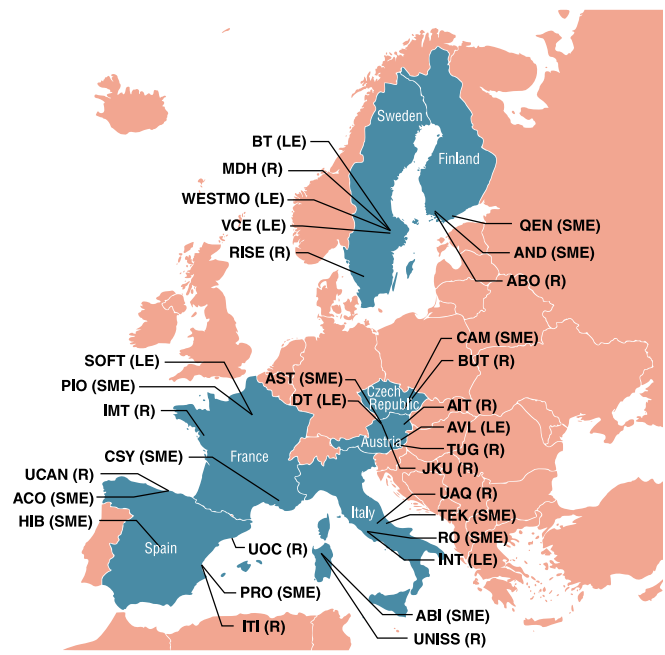 Sweden
BT (LE)
Finland
MDH (R)
WESTMO (LE)
VCE (LE)
QEN (SME)
RISE (R)
AND (SME)
ABO (R)
CAM (SME)
SOFT (LE)
BUT (R)
AST (SME)
PIO (SME)
Czech
Republic
DT (LE)
AIT (R)
IMT (R)
AVL (LE)
Austria
TUG (R)
France
CSY (SME)
JKU (R)
UCAN (R)
UAQ (R)
ACO (SME)
Italy
TEK (SME)
HIB (SME)
RO (SME)
Spain
UOC (R)
INT (LE)
PRO (SME)
ABI (SME)
ITI (R)
UNISS (R)